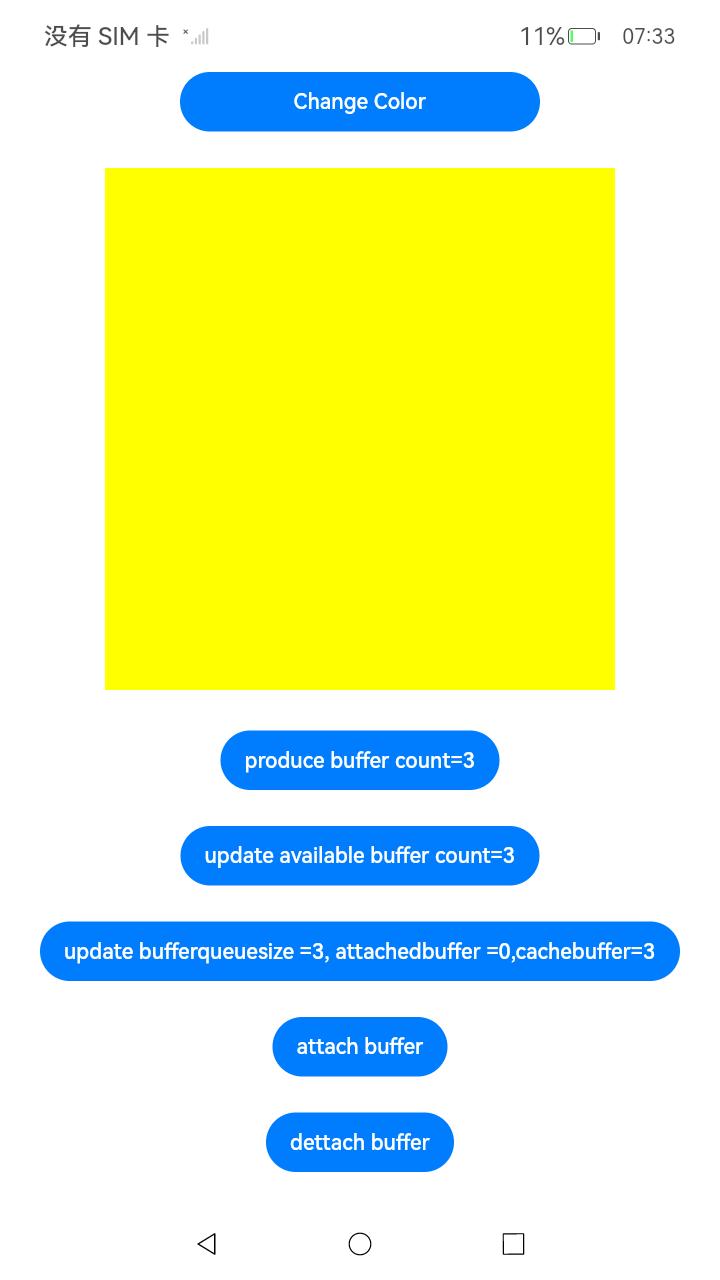 没有 SIM 卡
11%
07:33
Change Color
produce buffer count=3
update available buffer count=3
update bufferqueuesize =3, attachedbuffer =0,cachebuffer=3
attach buffer
dettach buffer